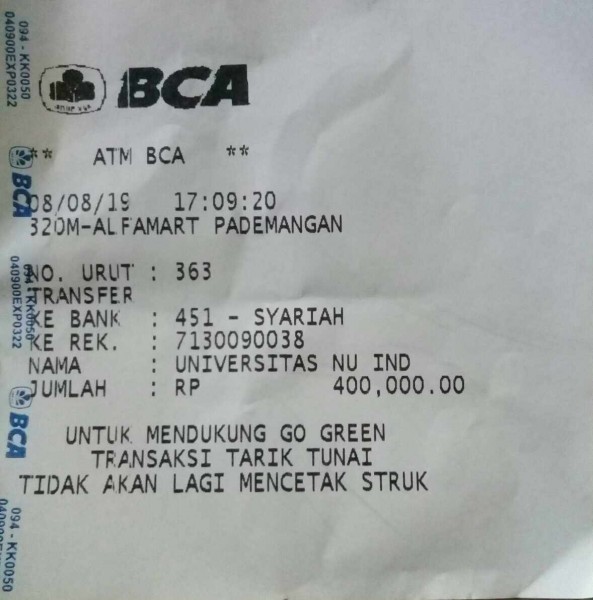 BCA
** ATM BCA **
08/08/19 17:09:20
320M-ALFAMART PADEMANGAN
NO. URUT : 363
TRANSFER
KE BANK : 451 - SYARIAH
KE REK. : 7130090038
NAMA : UNIVERSITAS NU IND
JUMLAH : RP 400,000.00
UNTUK MENDUKUNG GO GREEN
TRANSAKSI TARIK TUNAI
TIDAK AKAN LAGI MENCETAK STRUK
094 - KK0050
040900EXP0322
BCA
094 - KK0050
040900EXP0322
BCA
094 - KK0050